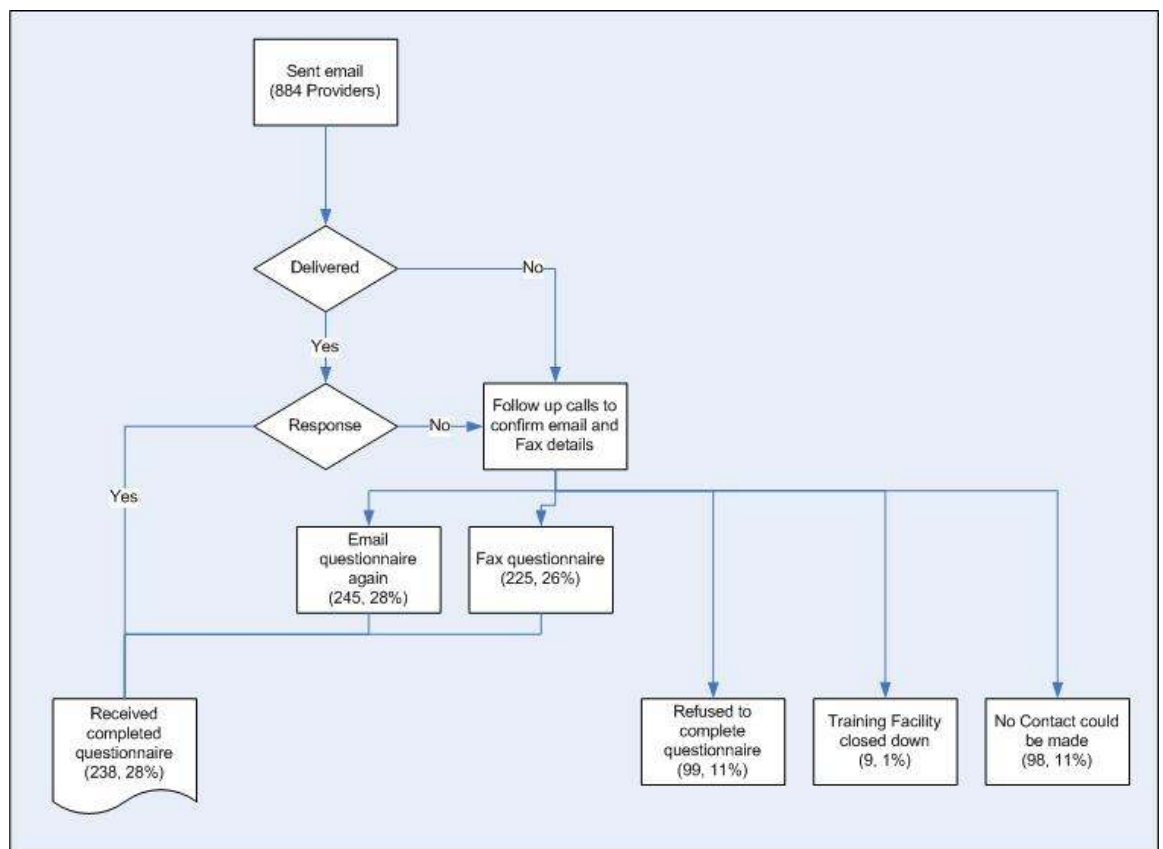 Sent email
(884 Providers)
Delivered
No
Yes
Response
No
Follow up calls to
confirm email and
Fax details
Yes
Email
questionnaire
again
(245, 28%)
Fax questionnaire
(225, 26%)
Received
completed
questionnaire
(238, 28%)
Refused to
complete
questionnaire
(99, 11%)
Training Facility
closed down
(9, 1%)
No Contact could
be made
(98, 11%)